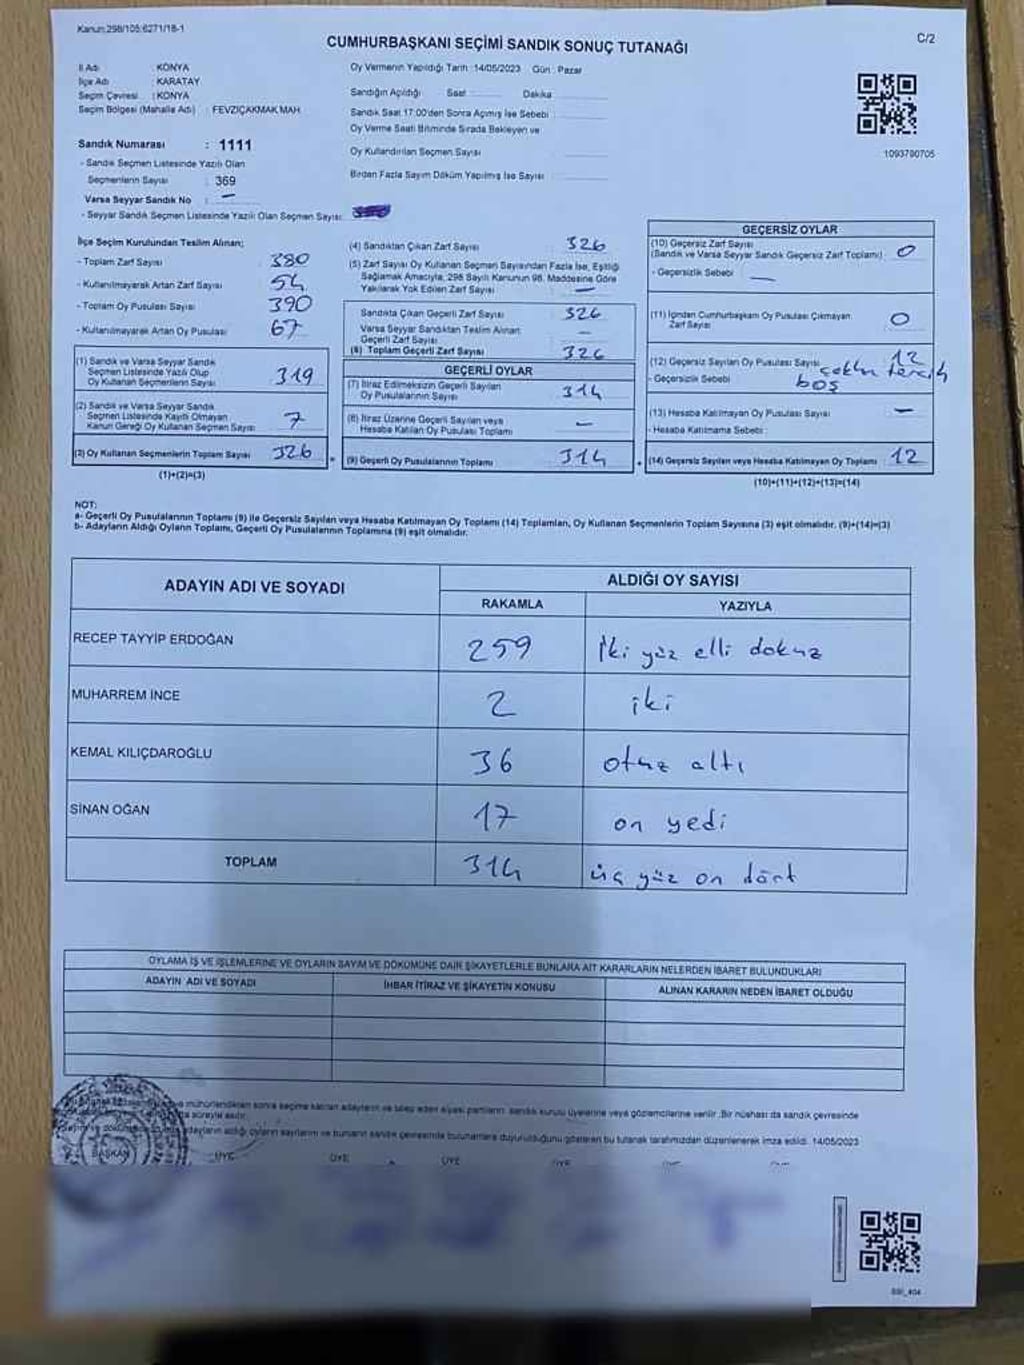 Kanun:298/105;6271/18-1
CUMHURBAŞKANI SEÇİMİ SANDIK SONUÇ TUTANAĞI
C/2
İl Adı : KONYA
İlçe Adı : KARATAY
Seçim Çevresi : KONYA
Seçim Bölgesi (Mahalle Adı) : FEVZİÇAKMAK MAH.
Sandık Numarası : 1111
- Sandık Seçmen Listesinde Yazılı Olan
Seçmenlerin Sayısı : 369
Varsa Seyyar Sandık No : —
- Seyyar Sandık Seçmen Listesinde Yazılı Olan Seçmen Sayısı:
Oy Vermenin Yapıldığı Tarih :14/05/2023 Gün : Pazar
Sandığın Açıldığı Saat Dakika
Sandık Saat 17:00'den Sonra Açımış İse Sebebi :
Oy Verme Saati Bitiminde Sırada Bekleyen ve
Oy Kullandırılan Seçmen Sayısı
Birden Fazla Sayım Döküm Yapılmış İse Sayısı :
1093790705
İlçe Seçim Kurulundan Teslim Alınan;
- Toplam Zarf Sayısı : 380
- Kullanılmayarak Artan Zarf Sayısı : 54
- Toplam Oy Pusulası Sayısı : 390
- Kullanılmayarak Artan Oy Pusulası : 67
(1) Sandık ve Varsa Seyyar Sandık
Seçmen Listesinde Yazılı Olup
Oy Kullanan Seçmenlerin Sayısı : 319
(2) Sandık ve Varsa Seyyar Sandık
Seçmen Listesinde Kayıtlı Olmayan
Kanun Gereği Oy Kullanan Seçmen Sayısı : 7
(3) Oy Kullanan Seçmenlerin Toplam Sayısı : 326
(1)+(2)=(3)
(4) Sandıktan Çıkan Zarf Sayısı : 326
(5) Zarf Sayısı Oy Kullanan Seçmen Sayısından Fazla İse, Eşitliği
Sağlamak Amacıyla, 298 Sayılı Kanunun 98. Maddesine Göre
Yakılarak Yok Edilen Zarf Sayısı : —
Sandıkta Çıkan Geçerli Zarf Sayısı : 326
Varsa Seyyar Sandıktan Teslim Alınan
Geçerli Zarf Sayısı : —
(6) Toplam Geçerli Zarf Sayısı : 326
GEÇERLİ OYLAR
(7) İtiraz Edilmeksizin Geçerli Sayılan
Oy Pusulalarının Sayısı : 314
(8) İtiraz Üzerine Geçerli Sayılan veya
Hesaba Katılan Oy Pusulası Toplamı : —
(9) Geçerli Oy Pusulalarının Toplamı : 314
GEÇERSİZ OYLAR
(10) Geçersiz Zarf Sayısı
(Sandık ve Varsa Seyyar Sandık Geçersiz Zarf Toplamı) : 0
- Geçersizlik Sebebi : —
(11) İçinden Cumhurbaşkanı Oy Pusulası Çıkmayan
Zarf Sayısı : 0
(12) Geçersiz Sayılan Oy Pusulası Sayısı : 12
- Geçersizlik Sebebi : çoklu tercih
boş
(13) Hesaba Katılmayan Oy Pusulası Sayısı : —
- Hesaba Katılmama Sebebi :
(14) Geçersiz Sayılan veya Hesaba Katılmayan Oy Toplamı : 12
(10)+(11)+(12)+(13)=(14)
NOT:
a- Geçerli Oy Pusulalarının Toplamı (9) ile Geçersiz Sayılan veya Hesaba Katılmayan Oy Toplamı (14) Toplamları, Oy Kullanan Seçmenlerin Toplam Sayısına (3) eşit olmalıdır. (9)+(14)=(3)
b- Adayların Aldığı Oyların Toplamı, Geçerli Oy Pusulalarının Toplamına (9) eşit olmalıdır.
ADAYIN ADI VE SOYADI
ALDIĞI OY SAYISI
RAKAMLA YAZIYLA
RECEP TAYYİP ERDOĞAN 259 iki yüz elli dokuz
MUHARREM İNCE 2 iki
KEMAL KILIÇDAROĞLU 36 otuz altı
SİNAN OĞAN 17 on yedi
TOPLAM 314 üç yüz on dört
OYLAMA İŞ VE İŞLEMLERİNE VE OYLARIN SAYIM VE DÖKÜMÜNE DAİR ŞİKAYETLERLE BUNLARA AİT KARARLARIN NELERDEN İBARET BULUNDUKLARI
ADAYIN ADI VE SOYADI İHBAR İTİRAZ VE ŞİKAYETİN KONUSU ALINAN KARARIN NEDEN İBARET OLDUĞU
mühürlendikten sonra seçime katılan adayların ve talep eden siyasi partilerin sandık kurulu üyelerine veya gözlemcilerine verilir. Bir nüshası da sandık çevresinde
süreyle asılır.
adayların aldığı oyların sayılarını ve bunların sandık çevresinde bulunanlara duyurulduğunu gösteren bu tutanak tarafımızdan düzenlenerek imza edildi. 14/05/2023
BAŞKAN ÜYE ÜYE ÜYE ÜYE
SSI_404